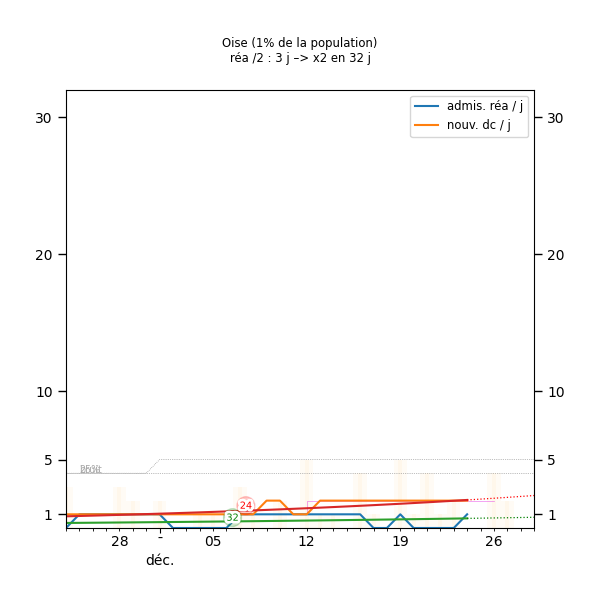 Oise (1% de la population)
réa /2 : 3 j –> x2 en 32 j
admis. réa / j
nouv. dc / j
30 30
20 20
10 10
5 5
1 1
24
32
28 - 05 12 19 26
déc.